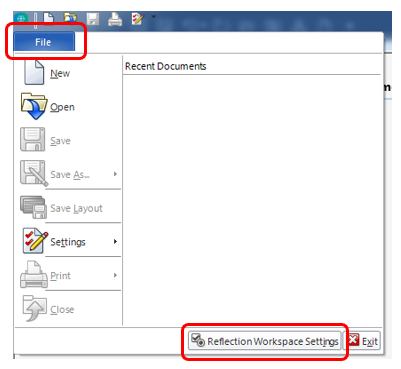 File
New
Recent Documents
Open
Save
Save As...
Save Layout
Settings
Print
Close
Reflection Workspace Settings
Exit